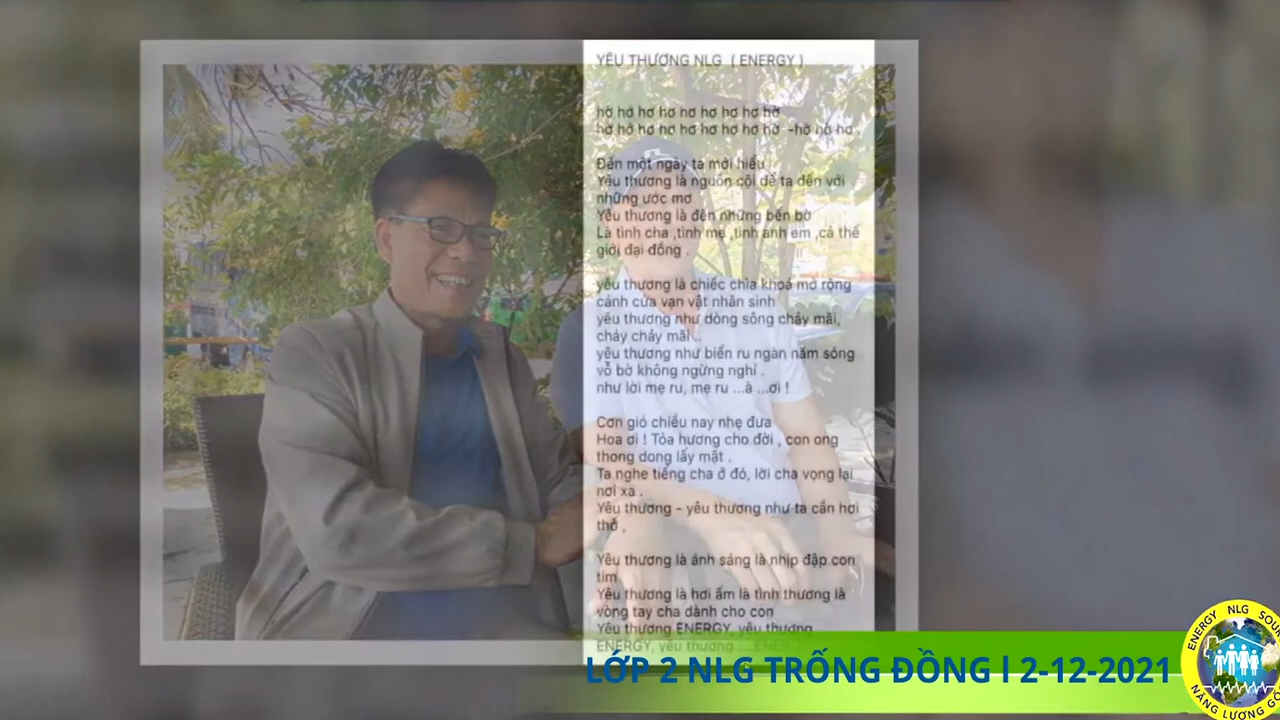 YÊU THƯƠNG NLG ( ENERGY )
hờ hớ hơ hơ hơ hơ hơ hơ hờ
hơ hơ hơ hơ hơ hơ hơ hơ hờ -hờ hờ hơ .
Đến một ngày ta mới hiểu
Yêu thương là nguồn cội để ta đến với
những ước mơ
Yêu thương là đến những bến bờ
Là tình cha ,tình mẹ ,tình anh em ,cả thế
giới đại đồng .
yêu thương là chiếc chìa khoá mở rộng
cánh cửa vạn vật nhân sinh
yêu thương như dòng sông chảy mãi,
chảy chảy mãi .
yêu thương như biển ru ngàn năm sóng
vỗ bờ không ngừng nghỉ .
như lời mẹ ru, mẹ ru ...à ...ơi !
Cơn gió chiều nay nhẹ đưa
Hoa ơi ! Tỏa hương cho đời , con ong
thong dong lấy mật .
Ta nghe tiếng cha ở đó, lời cha vọng lại
nơi xa .
Yêu thương - yêu thương như ta cần hơi
thở ,
Yêu thương là ánh sáng là nhịp đập con
tim
Yêu thương là hơi ấm là tình thương là
vòng tay cha dành cho con
Yêu thương ENERGY, yêu thương
ENERGY, yêu thương
LỚP 2 NLG TRỐNG ĐỒNG l 2-12-2021
ENERGY NLG SOU
NĂNG LƯỢNG GỐ